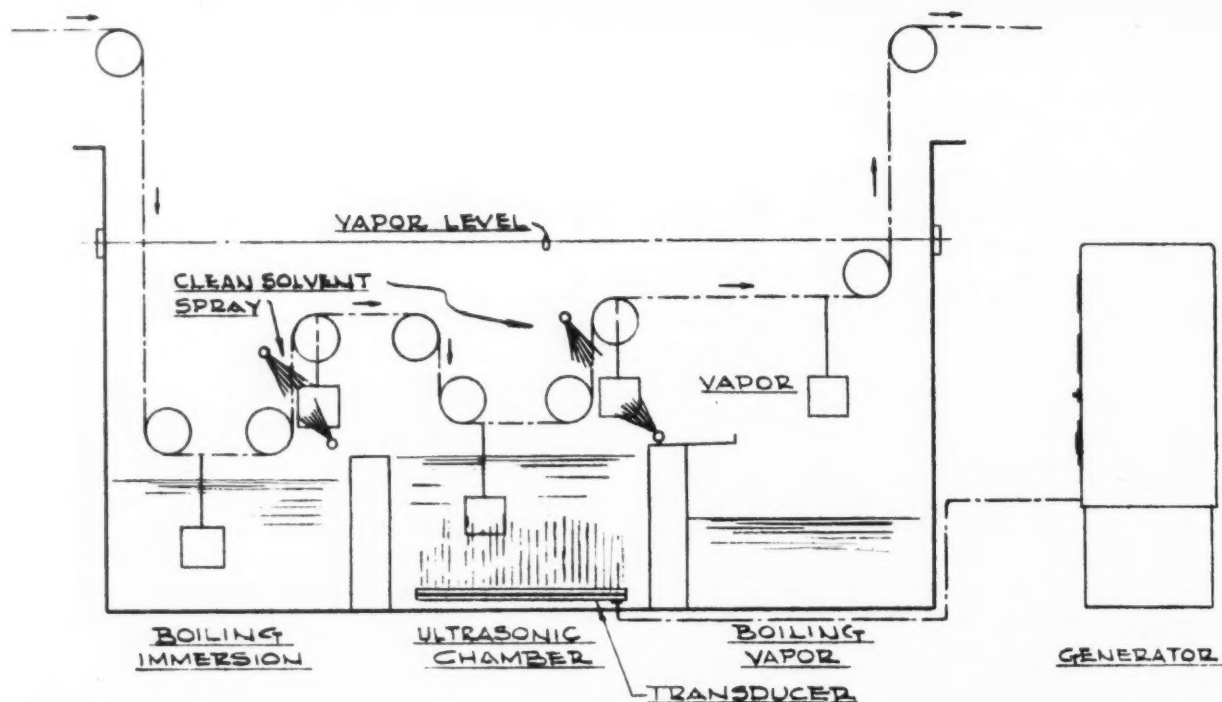 VAPOR LEVEL
CLEAN SOLVENT
SPRAY
VAPOR
BOILING
IMMERSION
ULTRASONIC
CHAMBER
BOILING
VAPOR
GENERATOR
TRANSDUCER